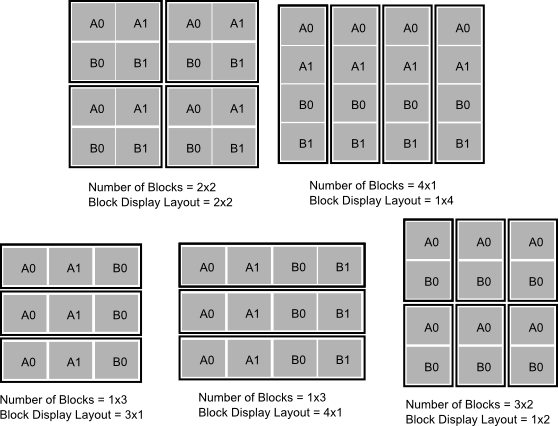 A0 A1 A0 A1
B0 B1 B0 B1
A0 A1 A0 A1
B0 B1 B0 B1
Number of Blocks = 2x2
Block Display Layout = 2x2
A0 A0 A0 A0
A1 A1 A1 A1
B0 B0 B0 B0
B1 B1 B1 B1
Number of Blocks = 4x1
Block Display Layout = 1x4
A0 A1 B0
A0 A1 B0
A0 A1 B0
Number of Blocks = 1x3
Block Display Layout = 3x1
A0 A1 B0 B1
A0 A1 B0 B1
A0 A1 B0 B1
Number of Blocks = 1x3
Block Display Layout = 4x1
A0 A0 A0
B0 B0 B0
A0 A0 A0
B0 B0 B0
Number of Blocks = 3x2
Block Display Layout = 1x2